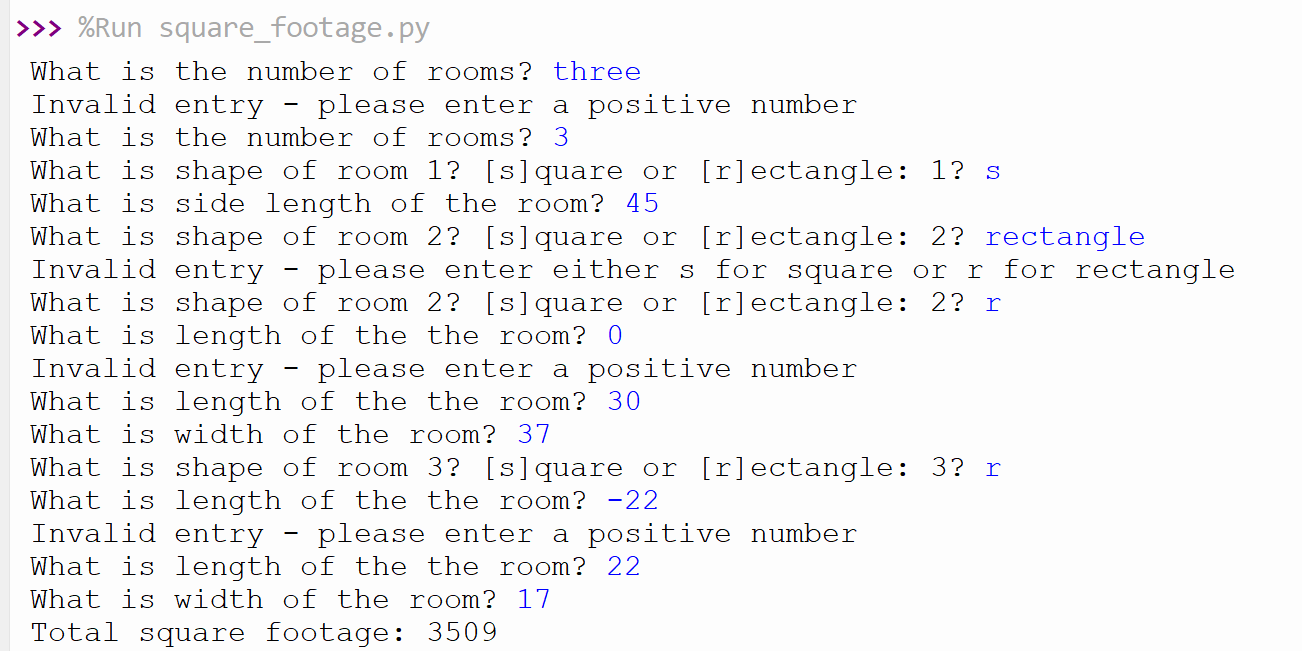 >>> %Run square_footage.py
What is the number of rooms? three
Invalid entry - please enter a positive number
What is the number of rooms? 3
What is shape of room 1? [s]quare or [r]ectangle: 1? s
What is side length of the room? 45
What is shape of room 2? [s]quare or [r]ectangle: 2? rectangle
Invalid entry - please enter either s for square or r for rectangle
What is shape of room 2? [s]quare or [r]ectangle: 2? r
What is length of the the room? 0
Invalid entry - please enter a positive number
What is length of the the room? 30
What is width of the room? 37
What is shape of room 3? [s]quare or [r]ectangle: 3? r
What is length of the the room? -22
Invalid entry - please enter a positive number
What is length of the the room? 22
What is width of the room? 17
Total square footage: 3509